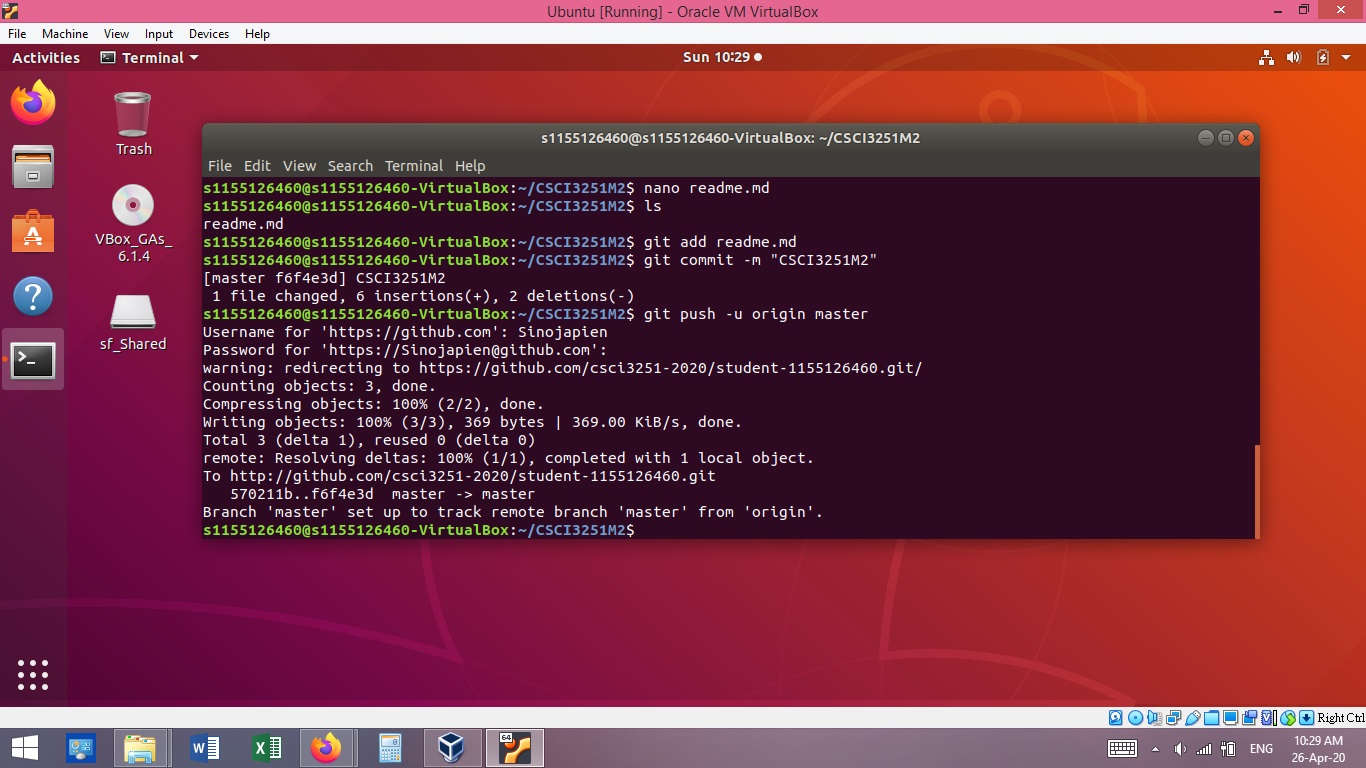 Ubuntu [Running] - Oracle VM VirtualBox
File Machine View Input Devices Help
Activities Terminal Sun 10:29
Trash
VBox_GAs_
6.1.4
sf_Shared
s1155126460@s1155126460-VirtualBox: ~/CSCI3251M2
File Edit View Search Terminal Help
s1155126460@s1155126460-VirtualBox:~/CSCI3251M2$ nano readme.md
s1155126460@s1155126460-VirtualBox:~/CSCI3251M2$ ls
readme.md
s1155126460@s1155126460-VirtualBox:~/CSCI3251M2$ git add readme.md
s1155126460@s1155126460-VirtualBox:~/CSCI3251M2$ git commit -m "CSCI3251M2"
[master f6f4e3d] CSCI3251M2
 1 file changed, 6 insertions(+), 2 deletions(-)
s1155126460@s1155126460-VirtualBox:~/CSCI3251M2$ git push -u origin master
Username for 'https://github.com': Sinojapien
Password for 'https://Sinojapien@github.com':
warning: redirecting to https://github.com/csci3251-2020/student-1155126460.git/
Counting objects: 3, done.
Compressing objects: 100% (2/2), done.
Writing objects: 100% (3/3), 369 bytes | 369.00 KiB/s, done.
Total 3 (delta 1), reused 0 (delta 0)
remote: Resolving deltas: 100% (1/1), completed with 1 local object.
To http://github.com/csci3251-2020/student-1155126460.git
   570211b..f6f4e3d  master -> master
Branch 'master' set up to track remote branch 'master' from 'origin'.
s1155126460@s1155126460-VirtualBox:~/CSCI3251M2$
Right Ctrl
64
ENG
10:29 AM
26-Apr-20